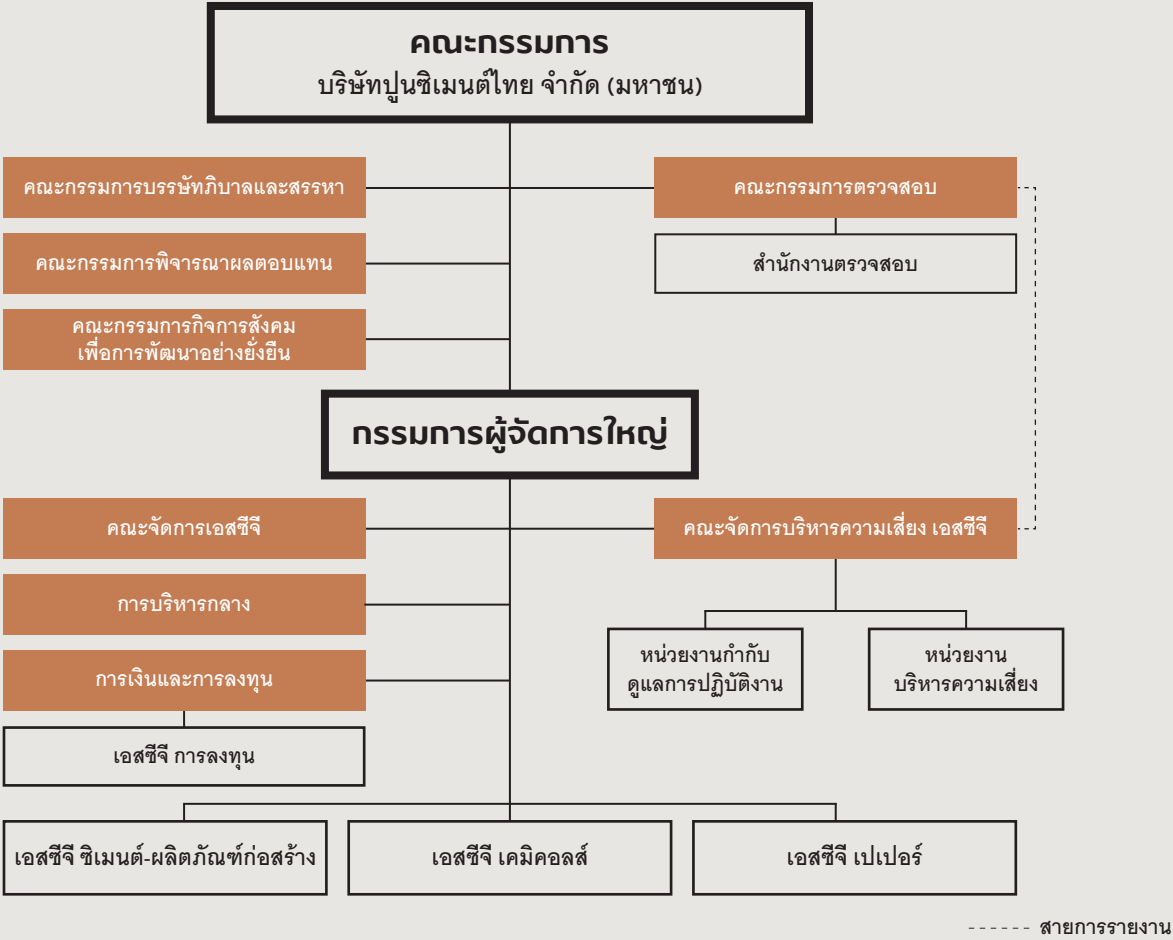 คณะกรรมการ
บริษัทปูนซิเมนต์ไทย จำกัด (มหาชน)
คณะกรรมการบรรษัทภิบาลและสรรหา
คณะกรรมการตรวจสอบ
คณะกรรมการพิจารณาผลตอบแทน
สำนักงานตรวจสอบ
คณะกรรมการกิจการสังคม
เพื่อการพัฒนาอย่างยั่งยืน
กรรมการผู้จัดการใหญ่
คณะจัดการเอสซีจี
คณะจัดการบริหารความเสี่ยง เอสซีจี
การบริหารกลาง
หน่วยงานกำกับ
ดูแลการปฏิบัติงาน
หน่วยงาน
บริหารความเสี่ยง
การเงินและการลงทุน
เอสซีจี การลงทุน
เอสซีจี ซิเมนต์-ผลิตภัณฑ์ก่อสร้าง
เอสซีจี เคมิคอลส์
เอสซีจี เปเปอร์
สายการรายงาน